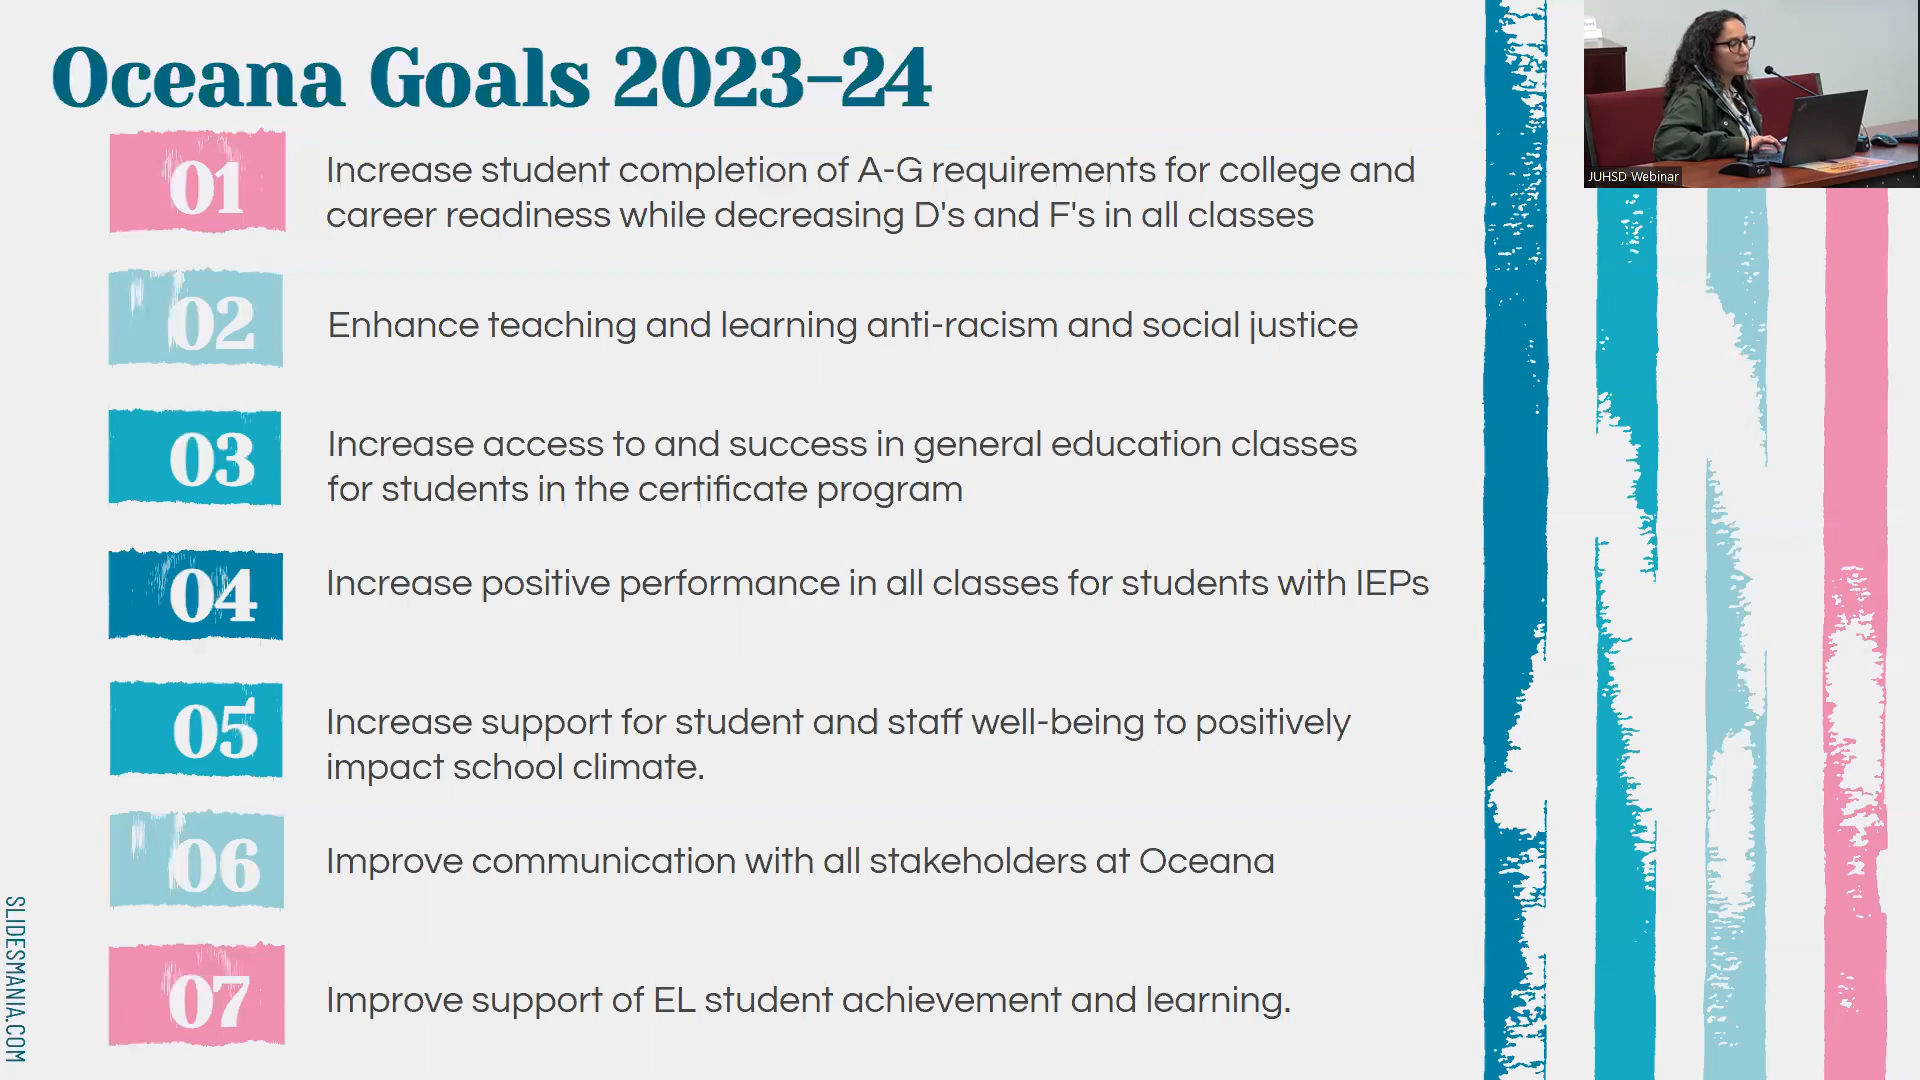 Oceana Goals 2023–24
01
Increase student completion of A-G requirements for college and
career readiness while decreasing D's and F's in all classes
02
Enhance teaching and learning anti-racism and social justice
03
Increase access to and success in general education classes
for students in the certificate program
04
Increase positive performance in all classes for students with IEPs
05
Increase support for student and staff well-being to positively
impact school climate.
06
Improve communication with all stakeholders at Oceana
07
Improve support of EL student achievement and learning.
SLIDESMANIA.COM
JUHSD Webinar